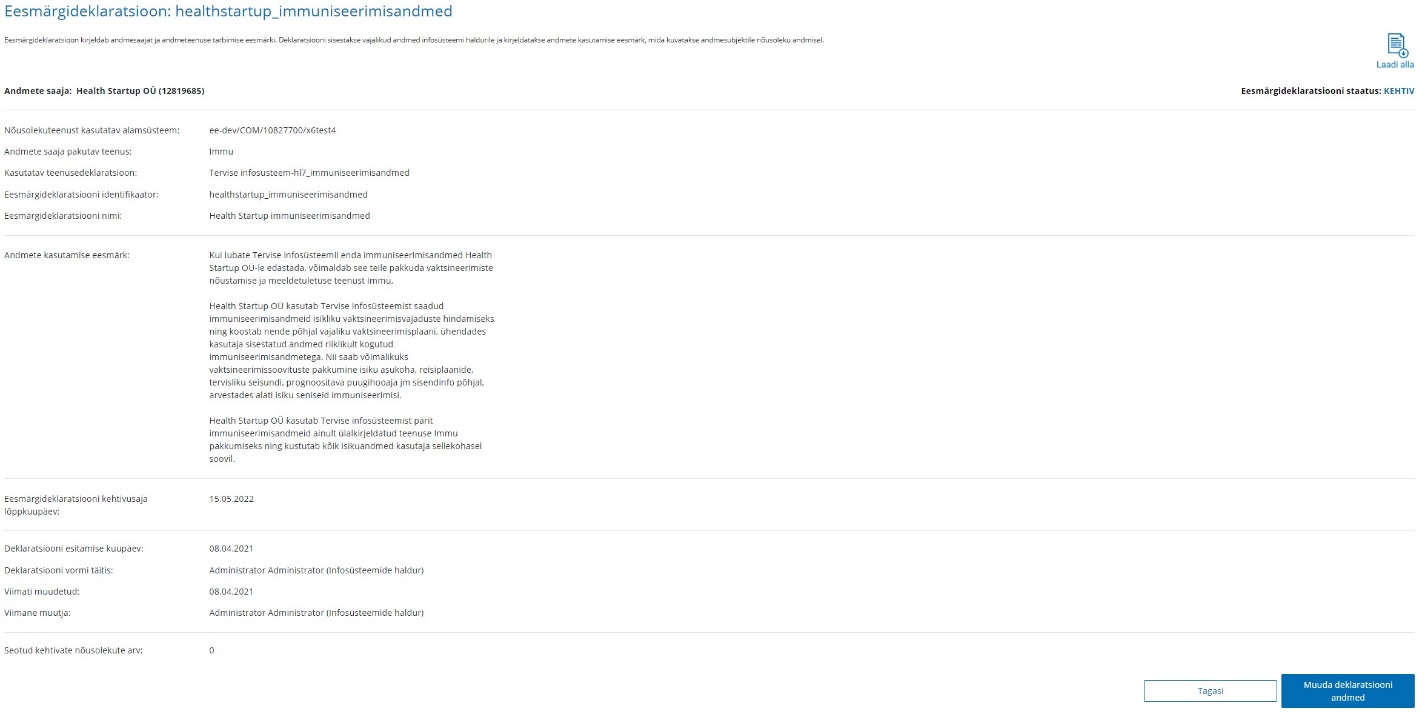 Eesmärgideklaratsioon: healthstartup_immuniseerimisandmed
Eesmärgideklaratsioon kirjeldab andmesaajat ja andmeteenuse tarbimise eesmärki. Deklaratsiooni sisestakse vajalikud andmed infosüsteemi haldurile ja kirjeldatakse andmete kasutamise eesmärk, mida kuvatakse andmesubjektile nõusoleku andmisel.
Laadi alla
Andmete saaja: Health Startup OÜ (12819685)
Eesmärgideklaratsiooni staatus: KEHTIV
Nõusolekuteenust kasutatav alamsüsteem: ee-dev/COM/10827700/x6test4
Andmete saaja pakutav teenus: Immu
Kasutatav teenusedeklaratsioon: Tervise infosüsteem-hl7_immuniseerimisandmed
Eesmärgideklaratsiooni identifikaator: healthstartup_immuniseerimisandmed
Eesmärgideklaratsiooni nimi: Health Startup immuniseerimisandmed
Andmete kasutamise eesmärk: Kui lubate Tervise infosüsteemil enda immuniseerimisandmed Health
Startup OÜ-le edastada, võimaldab see teile pakkuda vaktsineerimiste
nõustamise ja meeldetuletuse teenust Immu.
Health Startup OÜ kasutab Tervise infosüsteemist saadud
immuniseerimisandmeid isikliku vaktsineerimisvajaduste hindamiseks
ning koostab nende põhjal vajaliku vaktsineerimisplaani, ühendades
kasutaja sisestatud andmed riiklikult kogutud
immuniseerimisandmetega. Nii saab võimalikuks
vaktsineerimissoovituste pakkumine isiku asukoha, reisiplaanide,
tervisliku seisundi, prognoositava puugihooaja jm sisendinfo põhjal,
arvestades alati isiku seniseid immuniseerimisi.
Health Startup OÜ kasutab Tervise infosüsteemist pärit
immuniseerimisandmeid ainult ülalkirjeldatud teenuse Immu
pakkumiseks ning kustutab kõik isikuandmed kasutaja sellekohasel
soovil.
Eesmärgideklaratsiooni kehtivusaja 15.05.2022
lõppkuupäev:
Deklaratsiooni esitamise kuupäev: 08.04.2021
Deklaratsiooni vormi täitis: Administrator Administrator (Infosüsteemide haldur)
Viimati muudetud: 08.04.2021
Viimane muutja: Administrator Administrator (Infosüsteemide haldur)
Seotud kehtivate nõusolekute arv: 0
Tagasi
Muuda deklaratsiooni
andmed